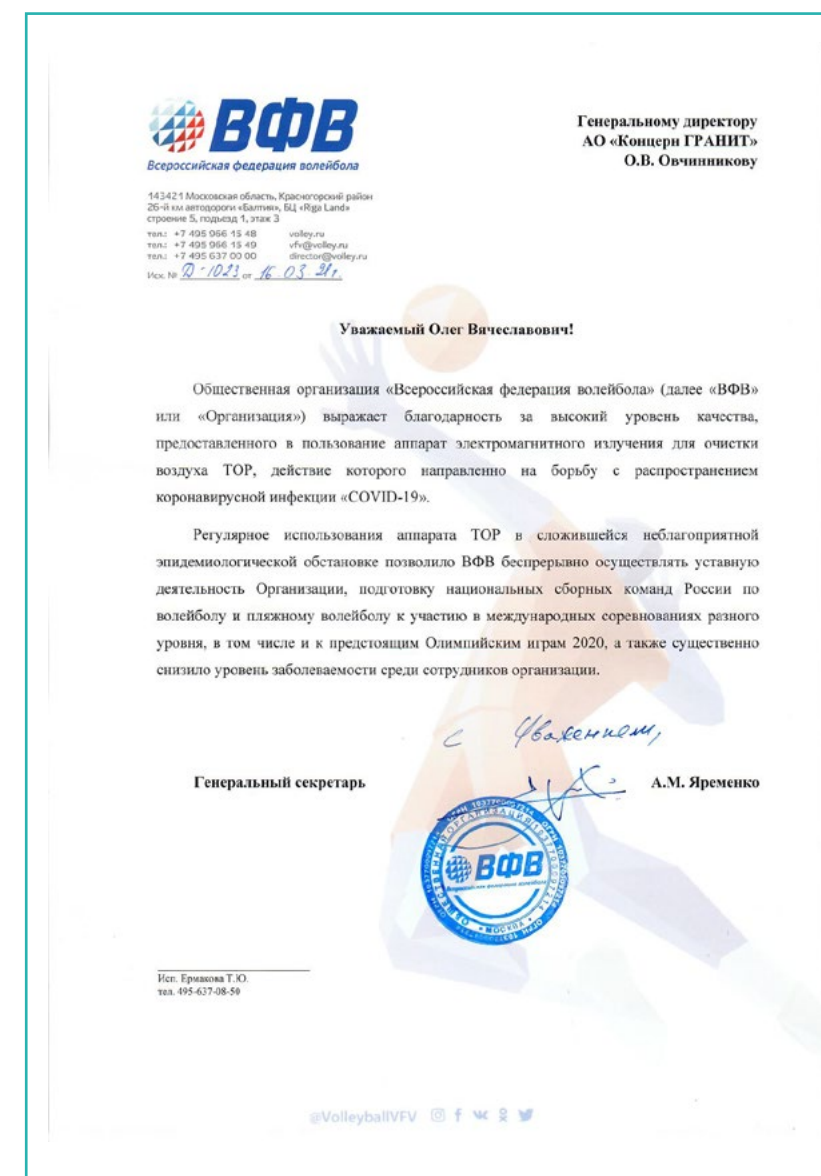 ВФВ
Всероссийская федерация волейбола
143421 Московская область, Красногорский район
26-й км автодороги «Балтия», БЦ «Riga Land»
строение 5, подъезд 1, этаж 3
тел.: +7 495 966 15 48 volley.ru
тел.: +7 495 966 15 49 vfv@volley.ru
тел.: +7 495 637 00 00 director@volley.ru
Исх. № Д-1023 от 16.03.21г.
Генеральному директору
АО «Концерн ГРАНИТ»
О.В. Овчинникову
Уважаемый Олег Вячеславович!
Общественная организация «Всероссийская федерация волейбола» (далее «ВФВ»
или «Организация») выражает благодарность за высокий уровень качества,
предоставленного в пользование аппарат электромагнитного излучения для очистки
воздуха ТОР, действие которого направленно на борьбу с распространением
коронавирусной инфекции «COVID-19».
Регулярное использования аппарата ТОР в сложившейся неблагоприятной
эпидемиологической обстановке позволило ВФВ беспрерывно осуществлять уставную
деятельность Организации, подготовку национальных сборных команд России по
волейболу и пляжному волейболу к участию в международных соревнованиях разного
уровня, в том числе и к предстоящим Олимпийским играм 2020, а также существенно
снизило уровень заболеваемости среди сотрудников организации.
с Уважением,
Генеральный секретарь А.М. Яременко
ОБЩЕСТВЕННАЯ ОРГАНИЗАЦИЯ
ВФВ
Всероссийская федерация волейбола
МОСКВА
Исп. Ермакова Т.Ю.
тел. 495-637-08-50
@VolleyballVFV